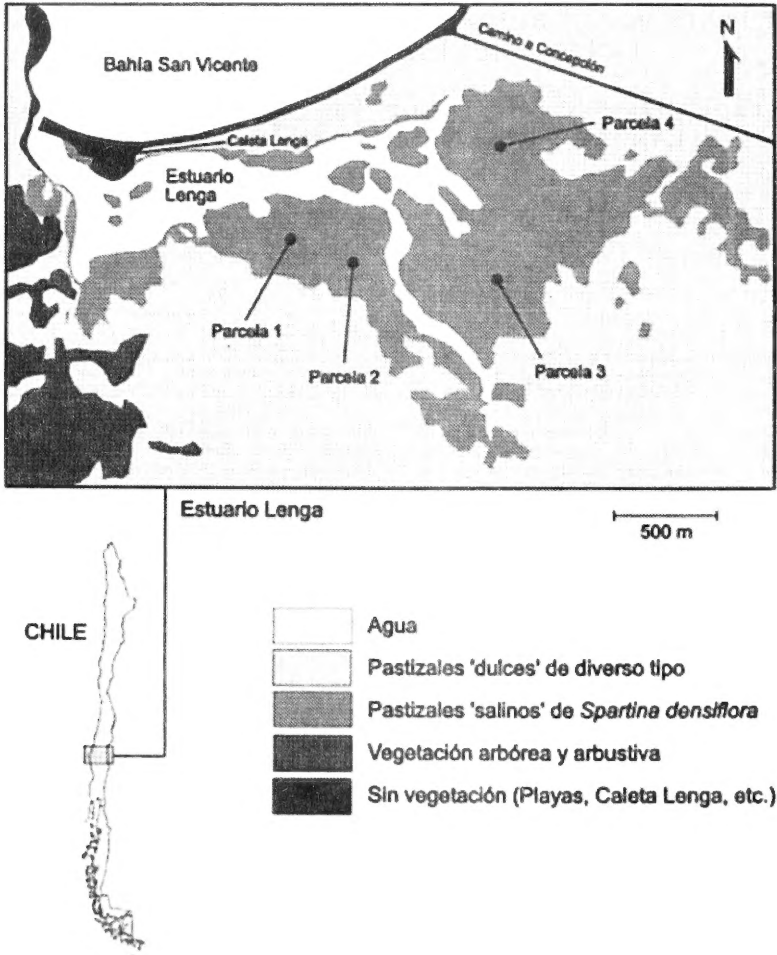 Bahía San Vicente
Camino a Concepción
N
Caleta Lenga
Parcela 4
Estuario
Lenga
Parcela 1
Parcela 2
Parcela 3
Estuario Lenga
500 m
CHILE
Agua
Pastizales 'dulces' de diverso tipo
Pastizales 'salinos' de Spartina densiflora
Vegetación arbórea y arbustiva
Sin vegetación (Playas, Caleta Lenga, etc.)